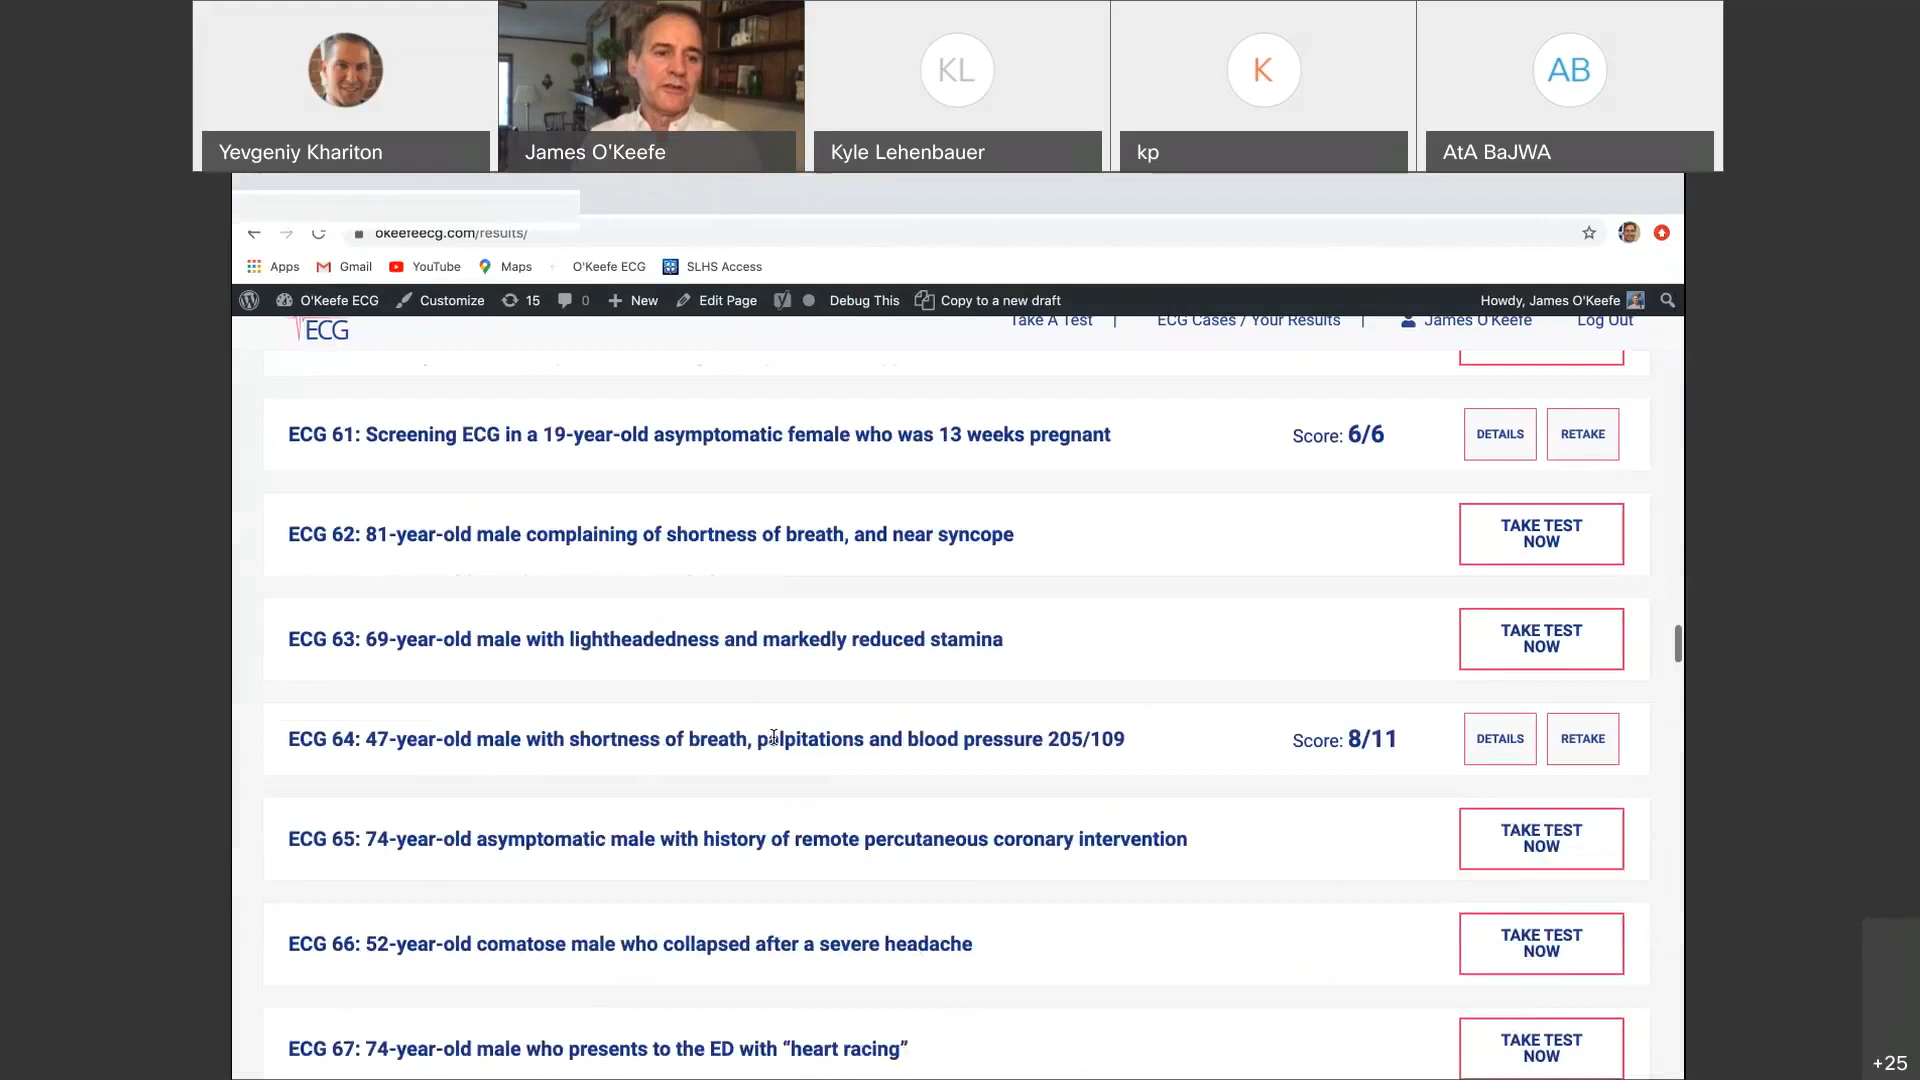 KL
K
AB
Yevgeniy Khariton
James O'Keefe
Kyle Lehenbauer
kp
AtA BaJWA
okeefeecg.com/results/
Apps
Gmail
YouTube
Maps
O'Keefe ECG
SLHS Access
O'Keefe ECG
Customize
15
0
New
Edit Page
Debug This
Copy to a new draft
Howdy, James O'Keefe
ECG
Take A Test |
ECG Cases / Your Results |
James O'Keefe
Log Out
ECG 61: Screening ECG in a 19-year-old asymptomatic female who was 13 weeks pregnant
Score: 6/6
DETAILS
RETAKE
ECG 62: 81-year-old male complaining of shortness of breath, and near syncope
TAKE TEST
NOW
ECG 63: 69-year-old male with lightheadedness and markedly reduced stamina
TAKE TEST
NOW
ECG 64: 47-year-old male with shortness of breath, palpitations and blood pressure 205/109
Score: 8/11
DETAILS
RETAKE
ECG 65: 74-year-old asymptomatic male with history of remote percutaneous coronary intervention
TAKE TEST
NOW
ECG 66: 52-year-old comatose male who collapsed after a severe headache
TAKE TEST
NOW
ECG 67: 74-year-old male who presents to the ED with “heart racing”
TAKE TEST
NOW
+25